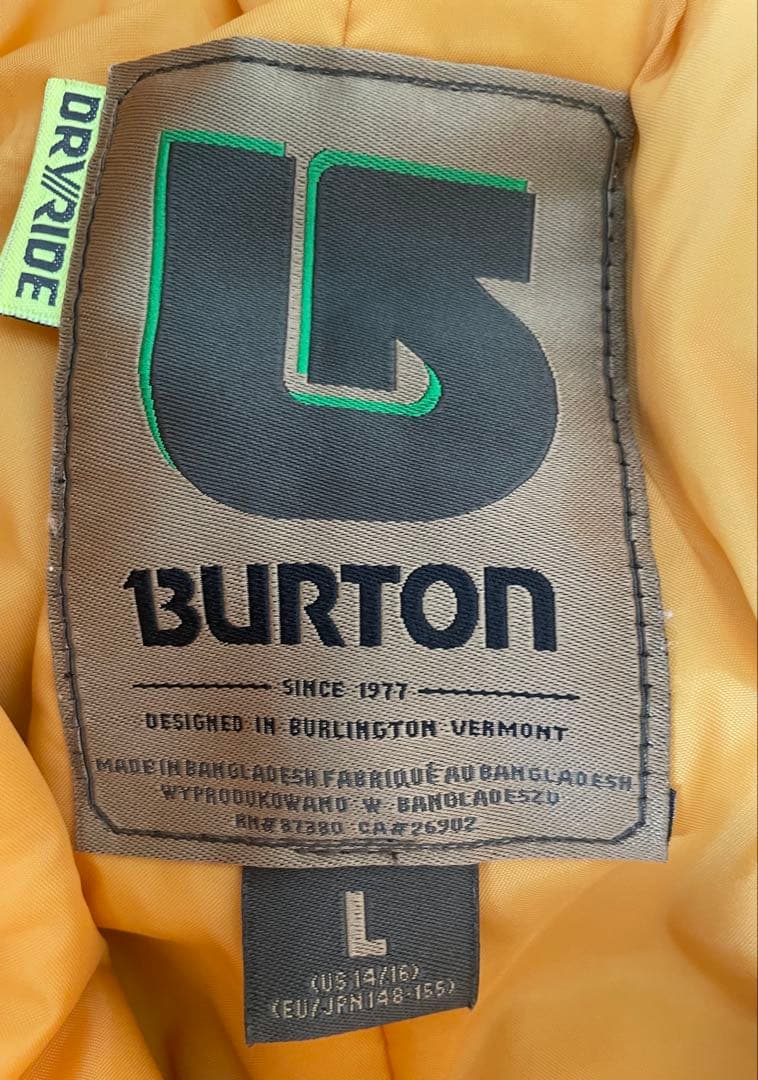 DRY//RIDE
BURTON
SINCE 1977
DESIGNED IN BURLINGTON VERMONT
MADE IN BANGLADESH FABRIQUÉ AU BANGLADESH
WYPRODUKOWANO W BANGLADESZU
RN#87380 CA#26902
L
(US 14/16)
(EU/JPN 148-155)